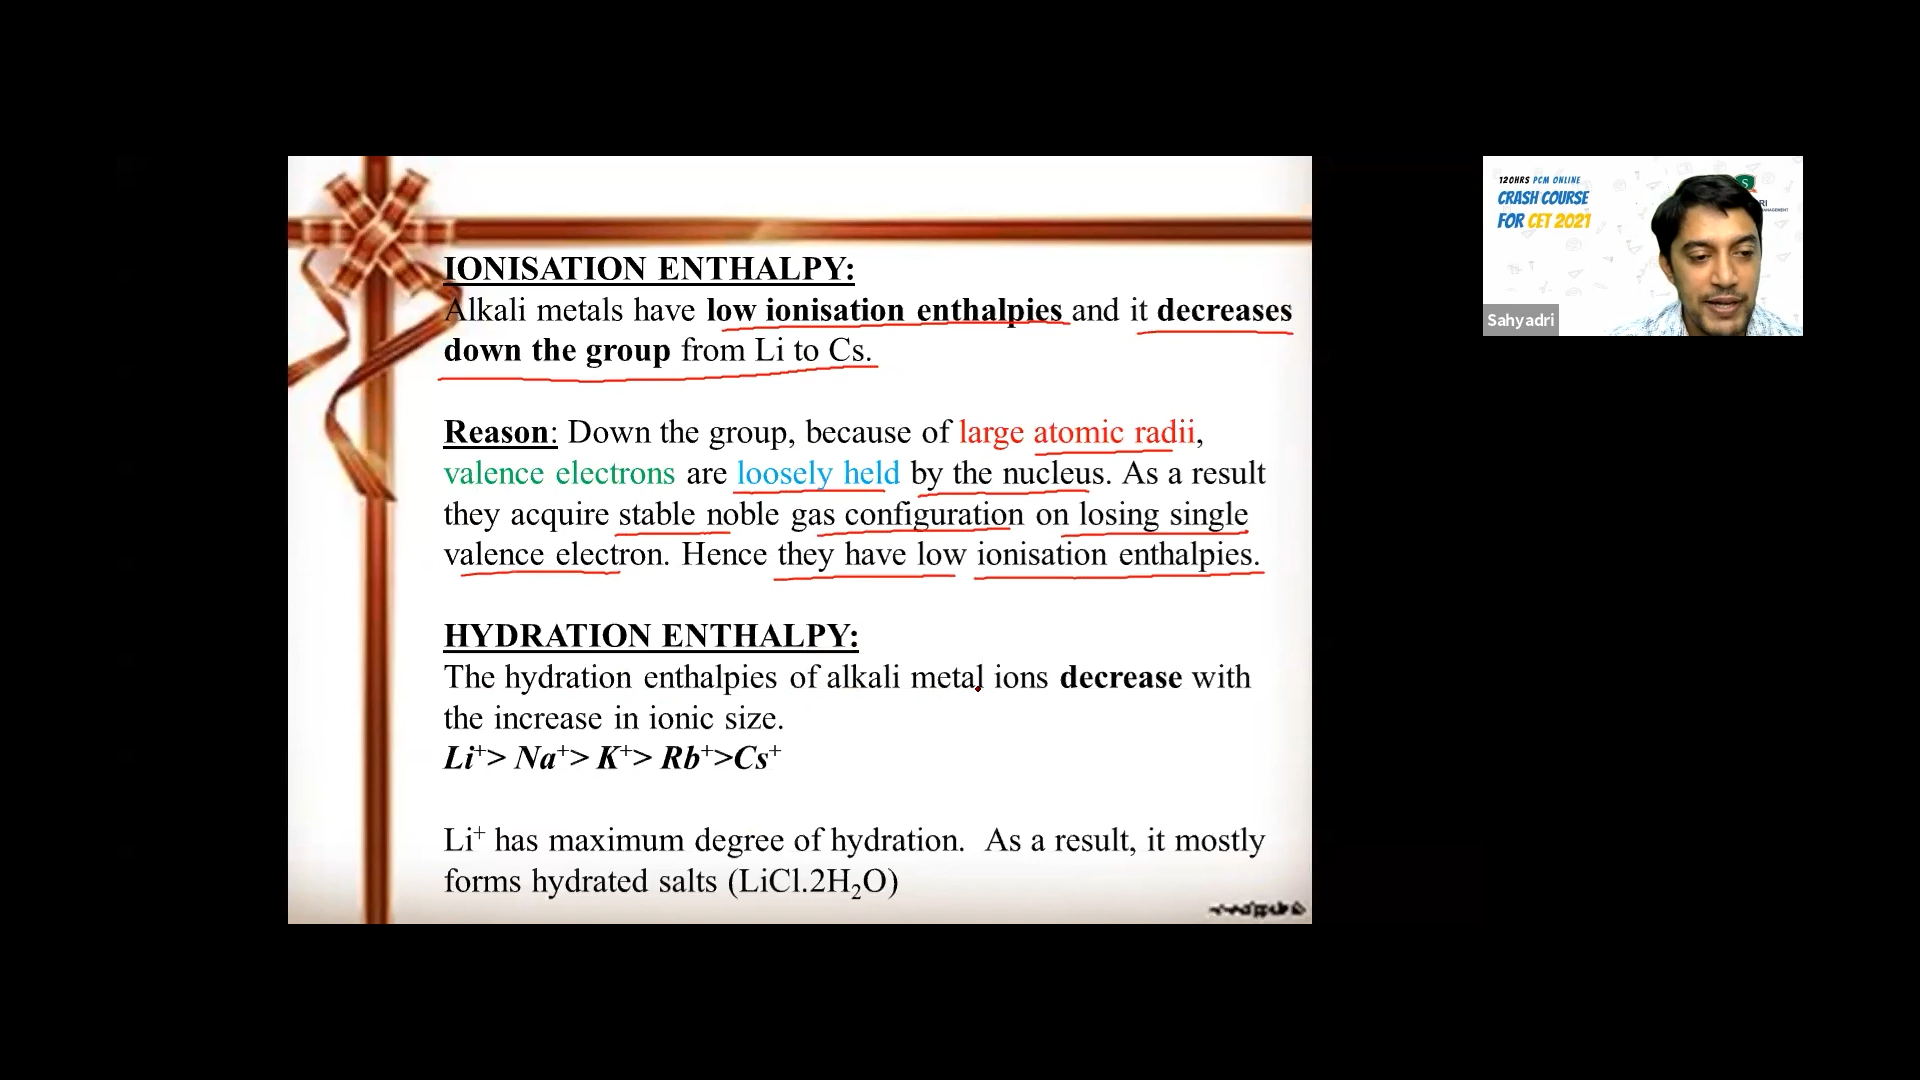 IONISATION ENTHALPY:
Alkali metals have low ionisation enthalpies and it decreases
down the group from Li to Cs.
Reason: Down the group, because of large atomic radii,
valence electrons are loosely held by the nucleus. As a result
they acquire stable noble gas configuration on losing single
valence electron. Hence they have low ionisation enthalpies.
HYDRATION ENTHALPY:
The hydration enthalpies of alkali metal ions decrease with
the increase in ionic size.
Li⁺> Na⁺> K⁺> Rb⁺>Cs⁺
Li⁺ has maximum degree of hydration. As a result, it mostly
forms hydrated salts (LiCl.2H₂O)
120HRS PCM ONLINE
CRASH COURSE
FOR CET 2021
S
RI
Sahyadri